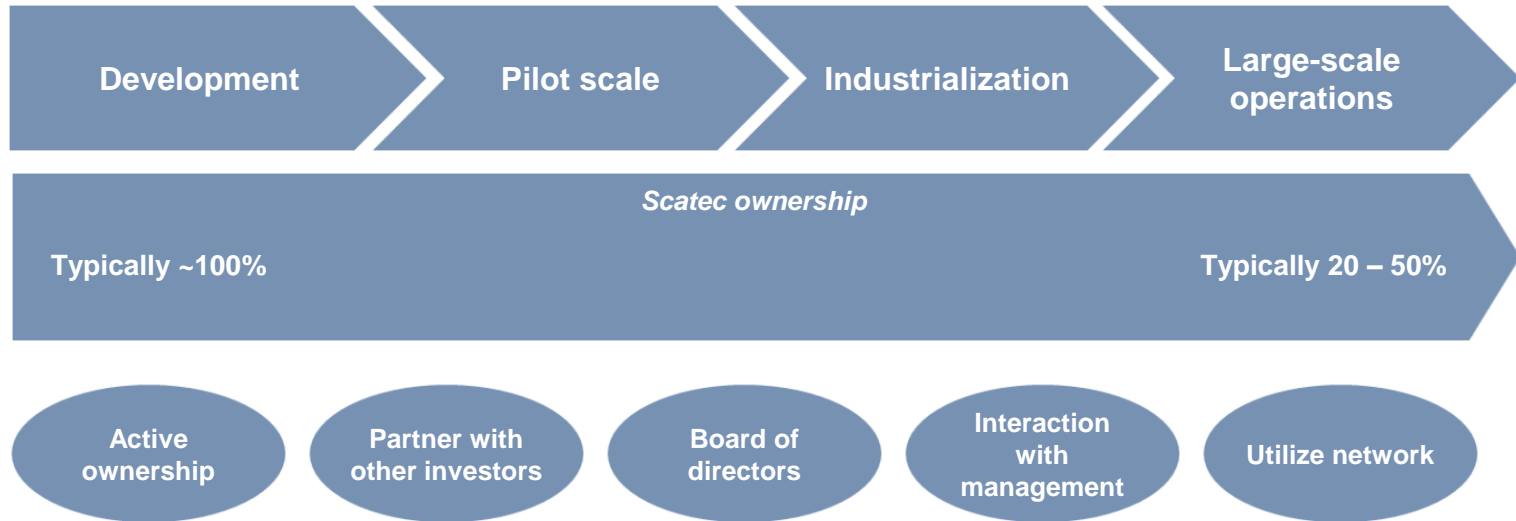 Development
Pilot scale
Industrialization
Large-scale
operations
Scatec ownership
Typically ~100%
Typically 20 – 50%
Active
ownership
Partner with
other investors
Board of
directors
Interaction
with
management
Utilize network